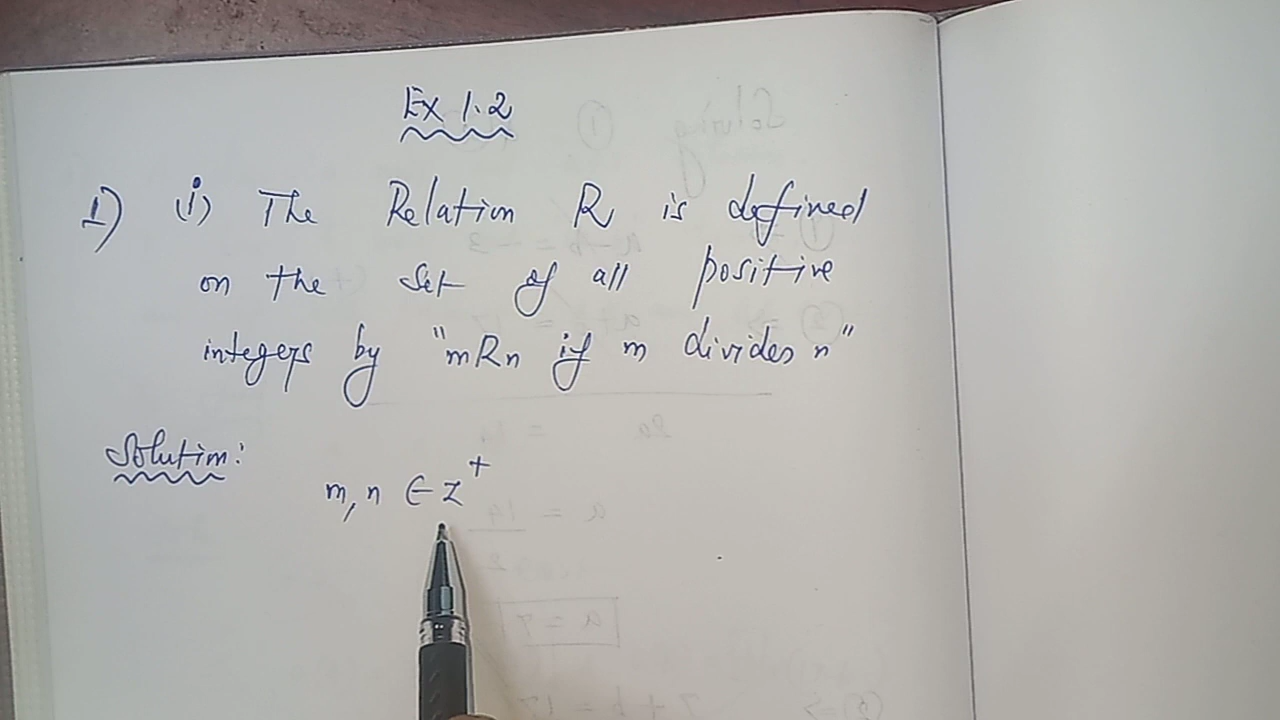 Ex 1.2
1) (i) The Relation R is defined
on the Set of all positive
integers by "mRn if m divides n"
Solution:
m, n ∈ Z⁺